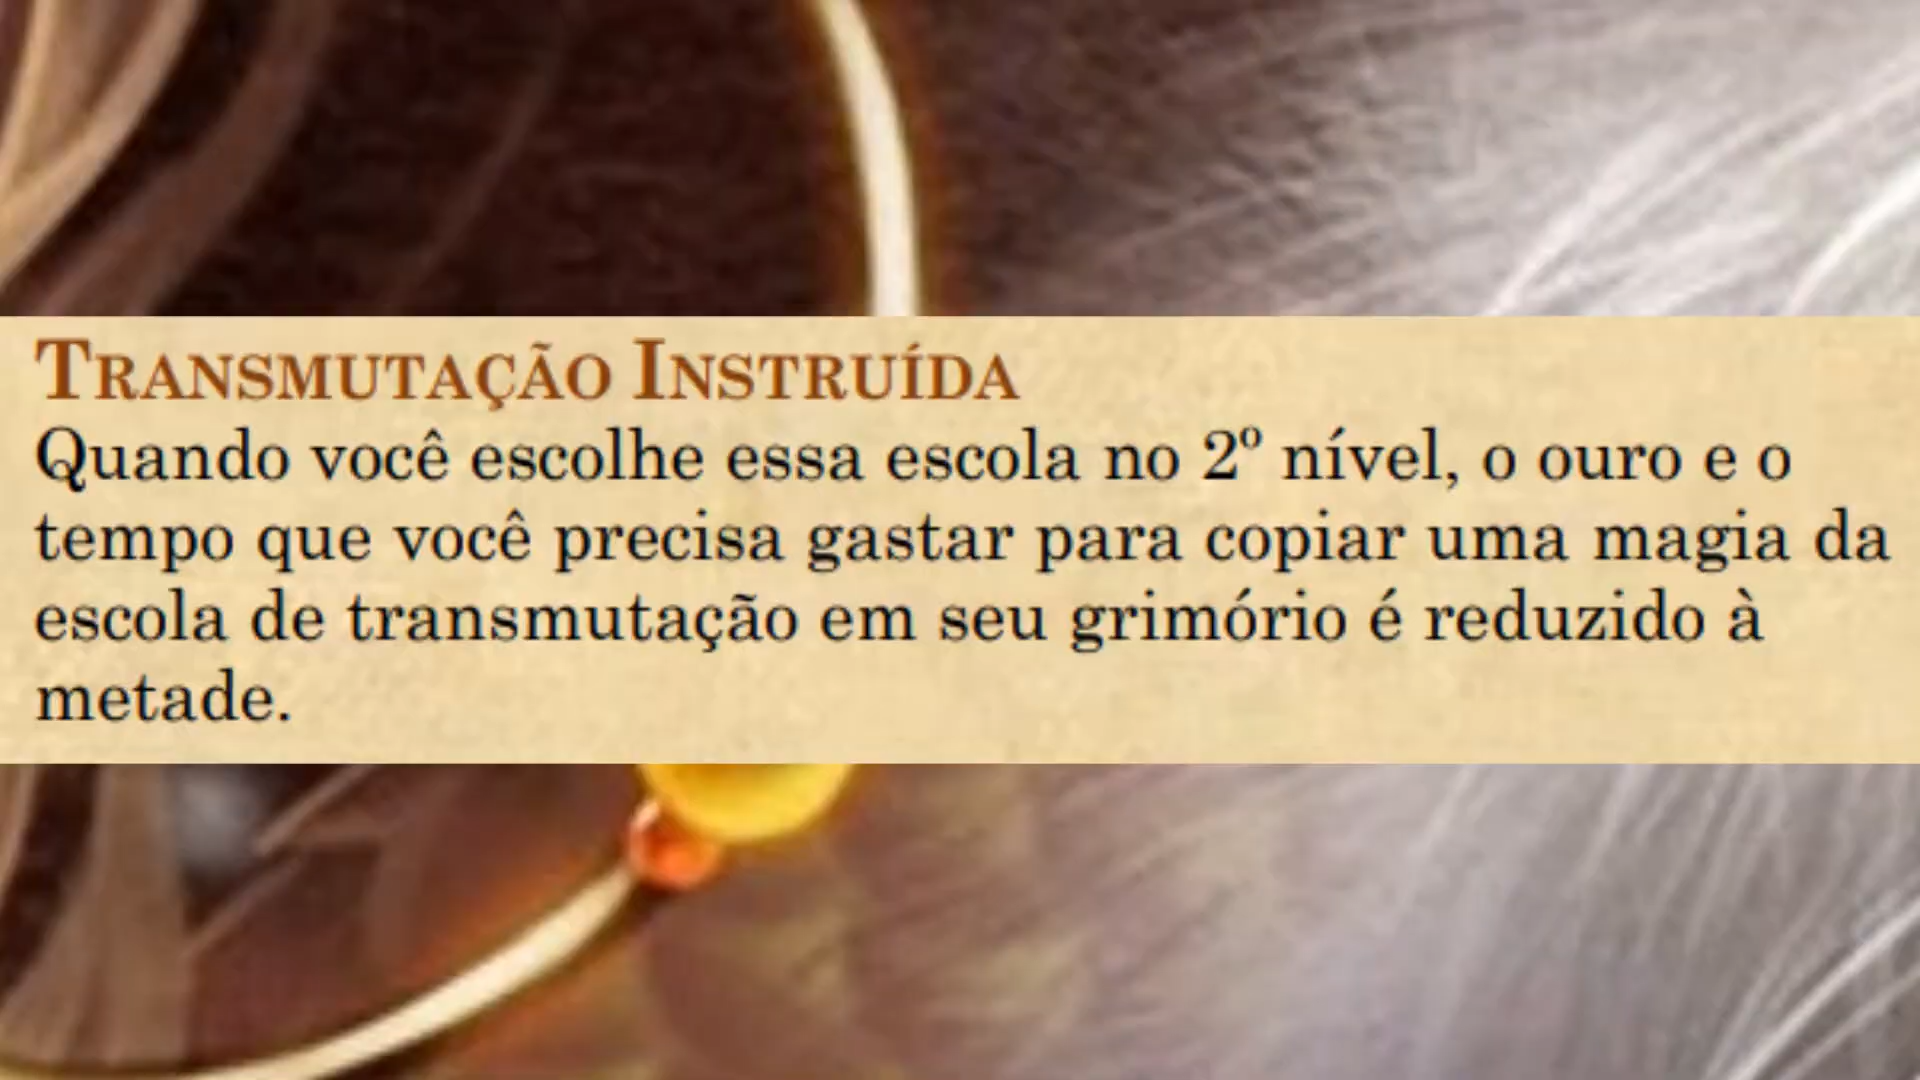 TRANSMUTAÇÃO INSTRUÍDA
Quando você escolhe essa escola no 2º nível, o ouro e o
tempo que você precisa gastar para copiar uma magia da
escola de transmutação em seu grimório é reduzido à
metade.